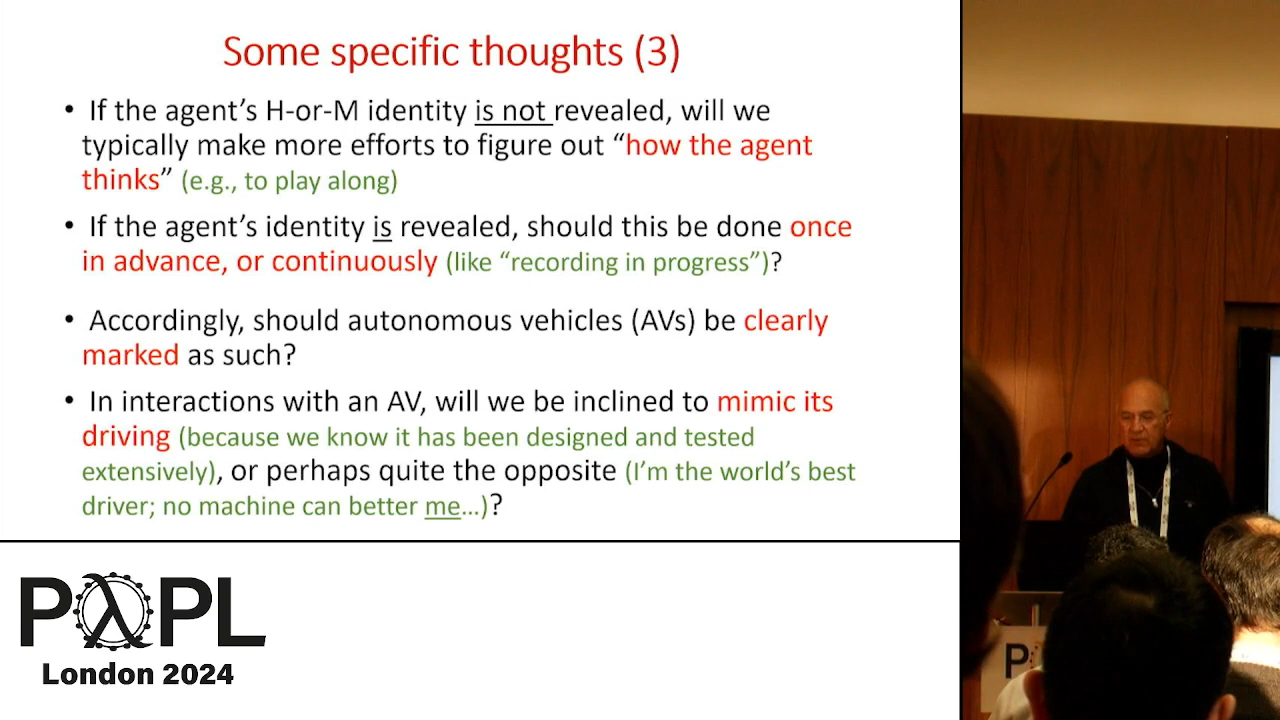 Some specific thoughts (3)
• If the agent's H-or-M identity is not revealed, will we
typically make more efforts to figure out “how the agent
thinks” (e.g., to play along)
• If the agent's identity is revealed, should this be done once
in advance, or continuously (like “recording in progress”)?
• Accordingly, should autonomous vehicles (AVs) be clearly
marked as such?
• In interactions with an AV, will we be inclined to mimic its
driving (because we know it has been designed and tested
extensively), or perhaps quite the opposite (I'm the world's best
driver; no machine can better me...)?
PλPL
London 2024
P